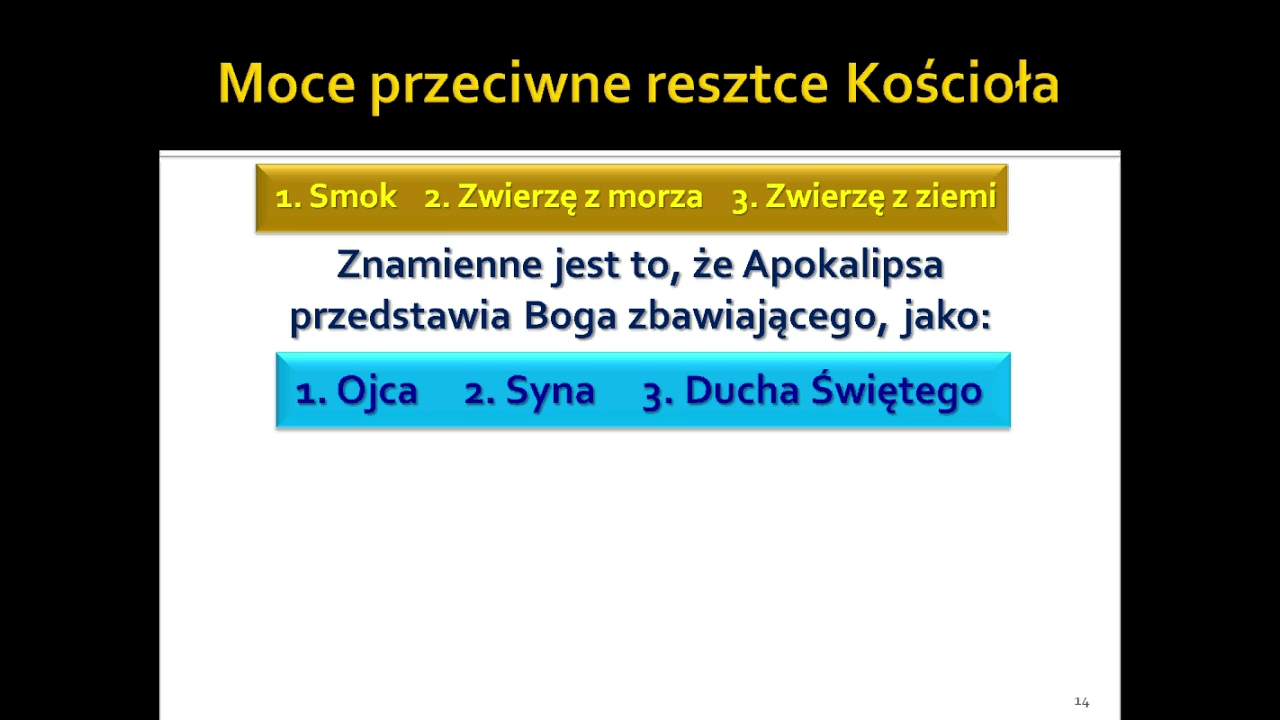 Moce przeciwne resztce Kościoła
1. Smok 2. Zwierzę z morza 3. Zwierzę z ziemi
Znamienne jest to, że Apokalipsa
przedstawia Boga zbawiającego, jako:
1. Ojca 2. Syna 3. Ducha Świętego
14